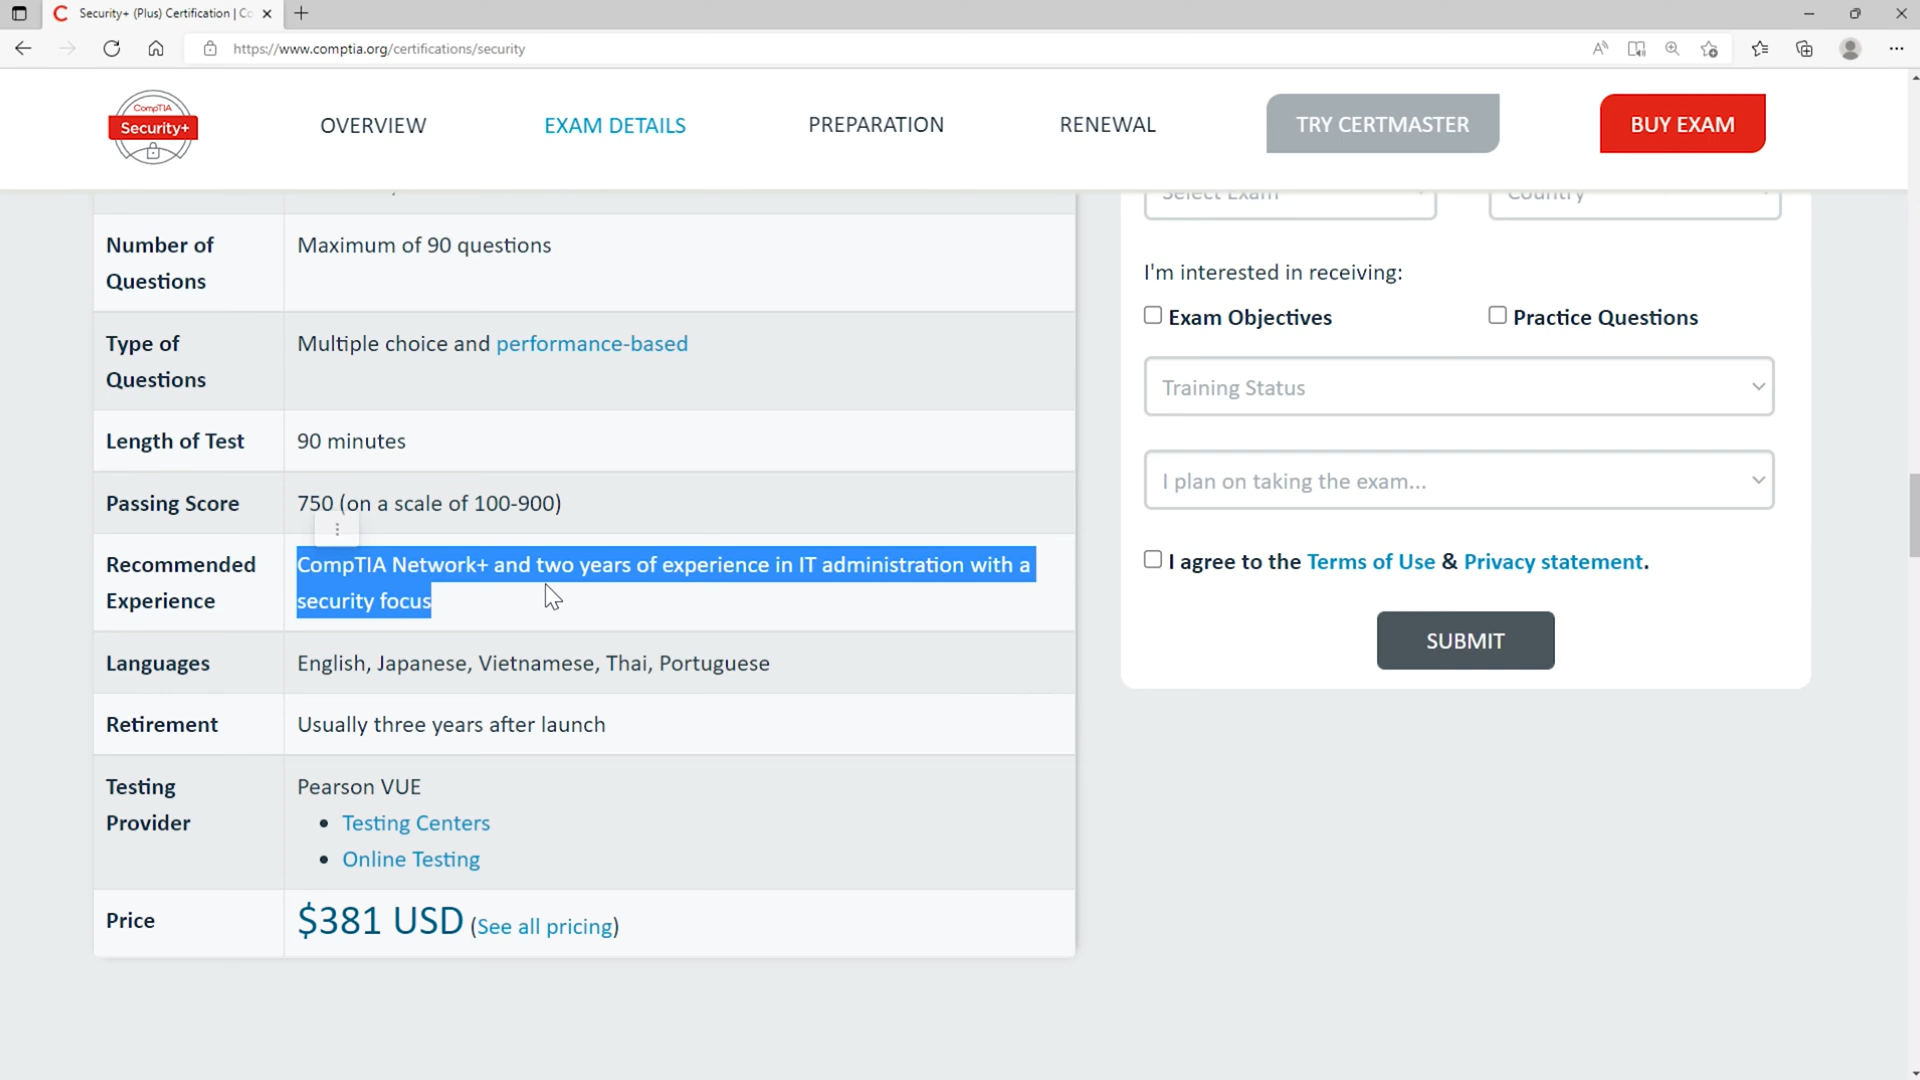 Security+ (Plus) Certification | Co
https://www.comptia.org/certifications/security
CompTIA
Security+
OVERVIEW
EXAM DETAILS
PREPARATION
RENEWAL
TRY CERTMASTER
BUY EXAM
Select Exam
Country
Number of
Questions
Maximum of 90 questions
Type of
Questions
Multiple choice and performance-based
Length of Test
90 minutes
Passing Score
750 (on a scale of 100-900)
Recommended
Experience
CompTIA Network+ and two years of experience in IT administration with a
security focus
Languages
English, Japanese, Vietnamese, Thai, Portuguese
Retirement
Usually three years after launch
Testing
Provider
Pearson VUE
• Testing Centers
• Online Testing
Price
$381 USD (See all pricing)
I'm interested in receiving:
Exam Objectives
Practice Questions
Training Status
I plan on taking the exam...
I agree to the Terms of Use & Privacy statement.
SUBMIT